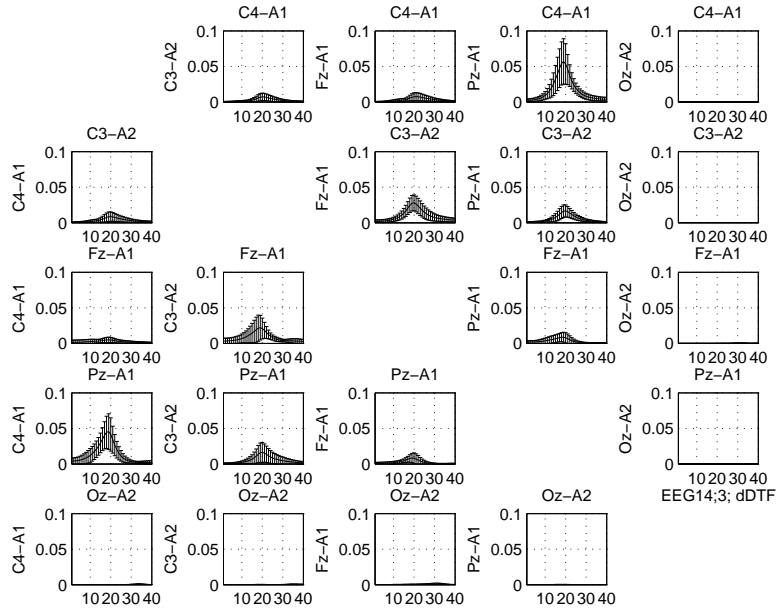 C4−A1 C4−A1 C4−A1 C4−A1
C3−A2 0.1 0.05 0 10 20 30 40
Fz−A1 0.1 0.05 0 10 20 30 40
Pz−A1 0.1 0.05 0 10 20 30 40
Oz−A2 0.1 0.05 0 10 20 30 40
C3−A2 C3−A2 C3−A2 C3−A2
C4−A1 0.1 0.05 0 10 20 30 40
Fz−A1 0.1 0.05 0 10 20 30 40
Pz−A1 0.1 0.05 0 10 20 30 40
Oz−A2 0.1 0.05 0 10 20 30 40
Fz−A1 Fz−A1 Fz−A1 Fz−A1
C4−A1 0.1 0.05 0 10 20 30 40
C3−A2 0.1 0.05 0 10 20 30 40
Pz−A1 0.1 0.05 0 10 20 30 40
Oz−A2 0.1 0.05 0 10 20 30 40
Pz−A1 Pz−A1 Pz−A1 Pz−A1
C4−A1 0.1 0.05 0 10 20 30 40
C3−A2 0.1 0.05 0 10 20 30 40
Fz−A1 0.1 0.05 0 10 20 30 40
Oz−A2 0.1 0.05 0 10 20 30 40
Oz−A2 Oz−A2 Oz−A2 Oz−A2 EEG14;3; dDTF
C4−A1 0.1 0.05 0 10 20 30 40
C3−A2 0.1 0.05 0 10 20 30 40
Fz−A1 0.1 0.05 0 10 20 30 40
Pz−A1 0.1 0.05 0 10 20 30 40